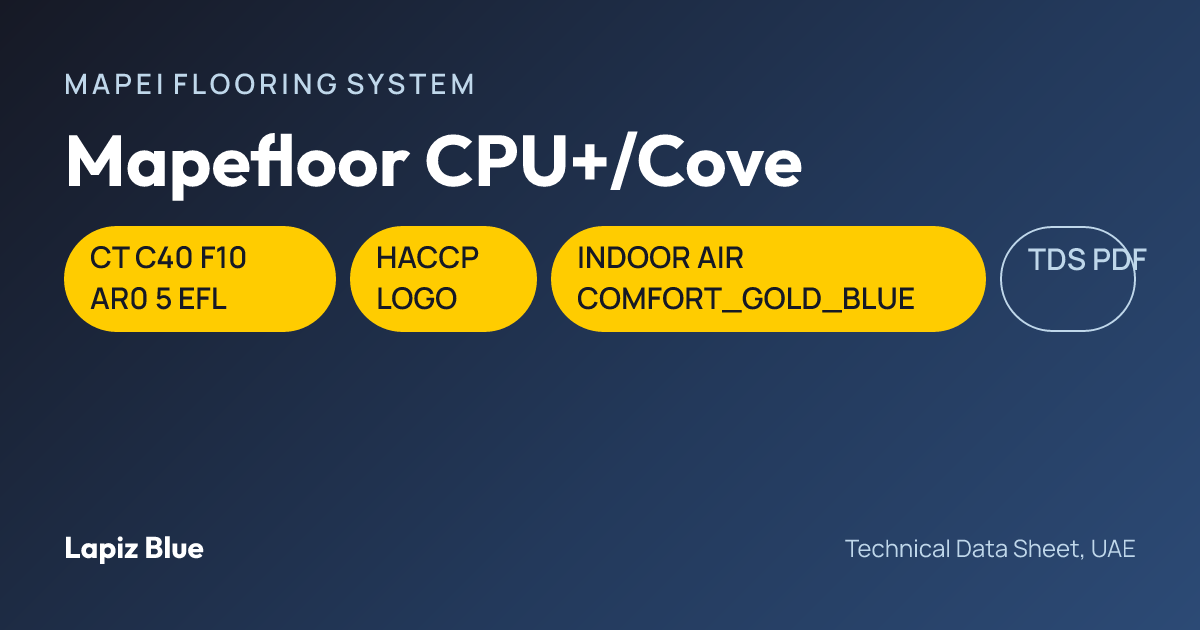 MAPEI FLOORING SYSTEM
Mapefloor CPU+/Cove
CT C40 F10
AR0 5 EFL
HACCP
LOGO
INDOOR AIR
COMFORT_GOLD_BLUE
TDS PDF
Lapiz Blue
Technical Data Sheet, UAE